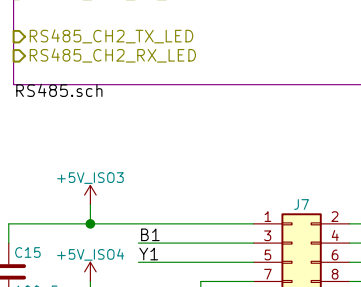 RS485_CH2_TX_LED
RS485_CH2_RX_LED
RS485.sch
+5V_ISO3
J7
1 2
B1 3 4
C15 +5V_ISO4 Y1 5 6
7 8